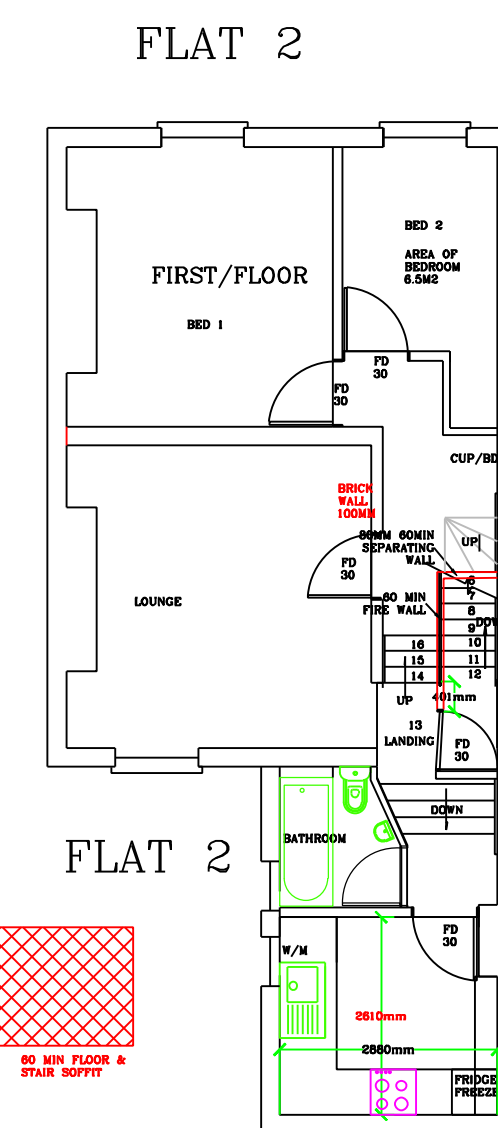 FLAT 2
BED 2
AREA OF
BEDROOM
6.5M2
FIRST/FLOOR
BED 1
FD
30
FD
30
CUP/BD
BRICK
WALL
100MM
60MIN
SEPARATING
WALL
UP
FD
30
LOUNGE
60 MIN
FIRE WALL
6
7
8
9
10
11
12
DOW
16
15
14
UP
401mm
13
LANDING
FD
30
DOWN
BATHROOM
FLAT 2
FD
30
W/M
2610mm
2880mm
FRIDGE
FREEZE
60 MIN FLOOR &
STAIR SOFFIT